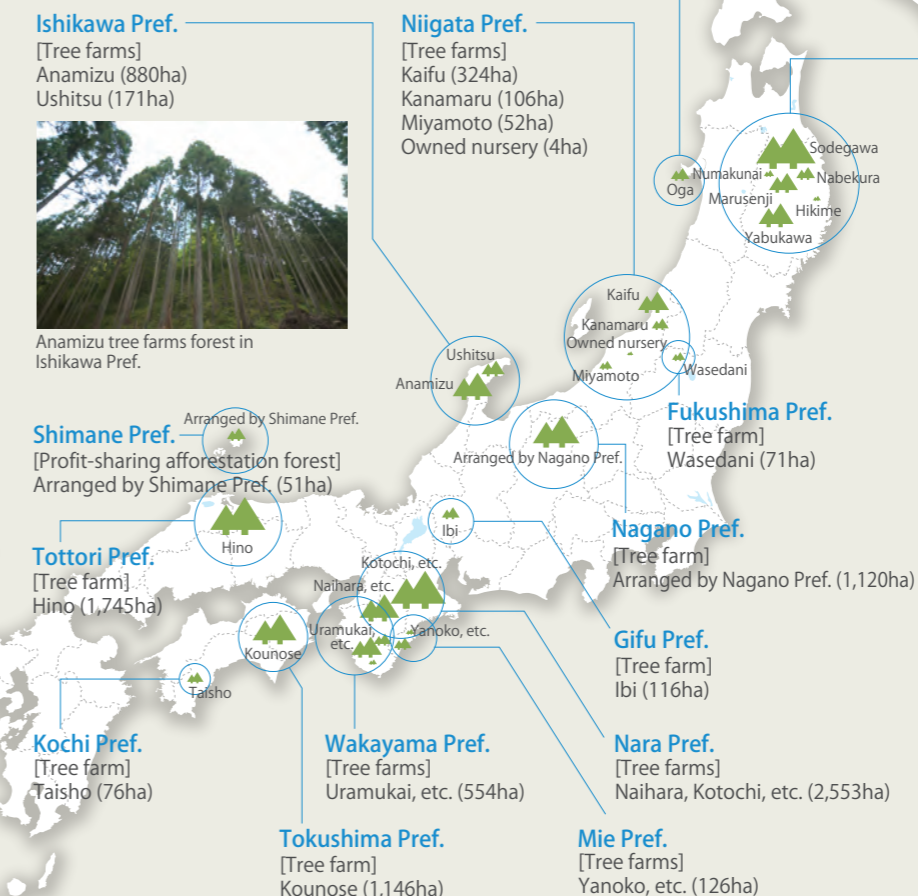 Ishikawa Pref.
[Tree farms]
Anamizu (880ha)
Ushitsu (171ha)
Anamizu tree farms forest in
Ishikawa Pref.
Niigata Pref.
[Tree farms]
Kaifu (324ha)
Kanamaru (106ha)
Miyamoto (52ha)
Owned nursery (4ha)
Sodegawa
Numakunai
Nabekura
Oga
Marusenji
Hikime
Yabukawa
Kaifu
Kanamaru
Owned nursery
Miyamoto
Wasedani
Ushitsu
Anamizu
Fukushima Pref.
[Tree farm]
Wasedani (71ha)
Arranged by Shimane Pref.
Shimane Pref.
[Profit-sharing afforestation forest]
Arranged by Shimane Pref. (51ha)
Arranged by Nagano Pref.
Nagano Pref.
[Tree farm]
Arranged by Nagano Pref. (1,120ha)
Hino
Ibi
Tottori Pref.
[Tree farm]
Hino (1,745ha)
Kotochi, etc.
Naihara, etc.
Uramukai,
etc.
Yanoko, etc.
Kounose
Taisho
Gifu Pref.
[Tree farm]
Ibi (116ha)
Kochi Pref.
[Tree farm]
Taisho (76ha)
Wakayama Pref.
[Tree farms]
Uramukai, etc. (554ha)
Nara Pref.
[Tree farms]
Naihara, Kotochi, etc. (2,553ha)
Tokushima Pref.
[Tree farm]
Kounose (1,146ha)
Mie Pref.
[Tree farms]
Yanoko, etc. (126ha)